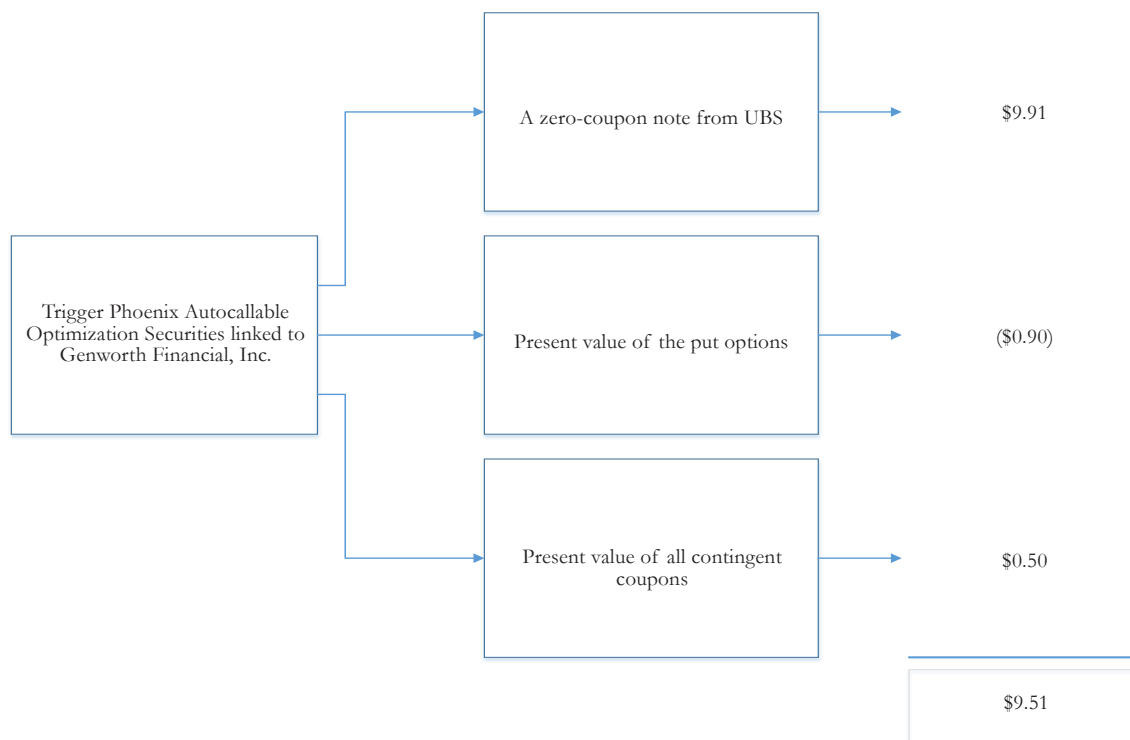 A zero-coupon note from UBS
$9.91
Trigger Phoenix Autocallable
Optimization Securities linked to
Genworth Financial, Inc.
Present value of the put options
($0.90)
Present value of all contingent
coupons
$0.50
$9.51